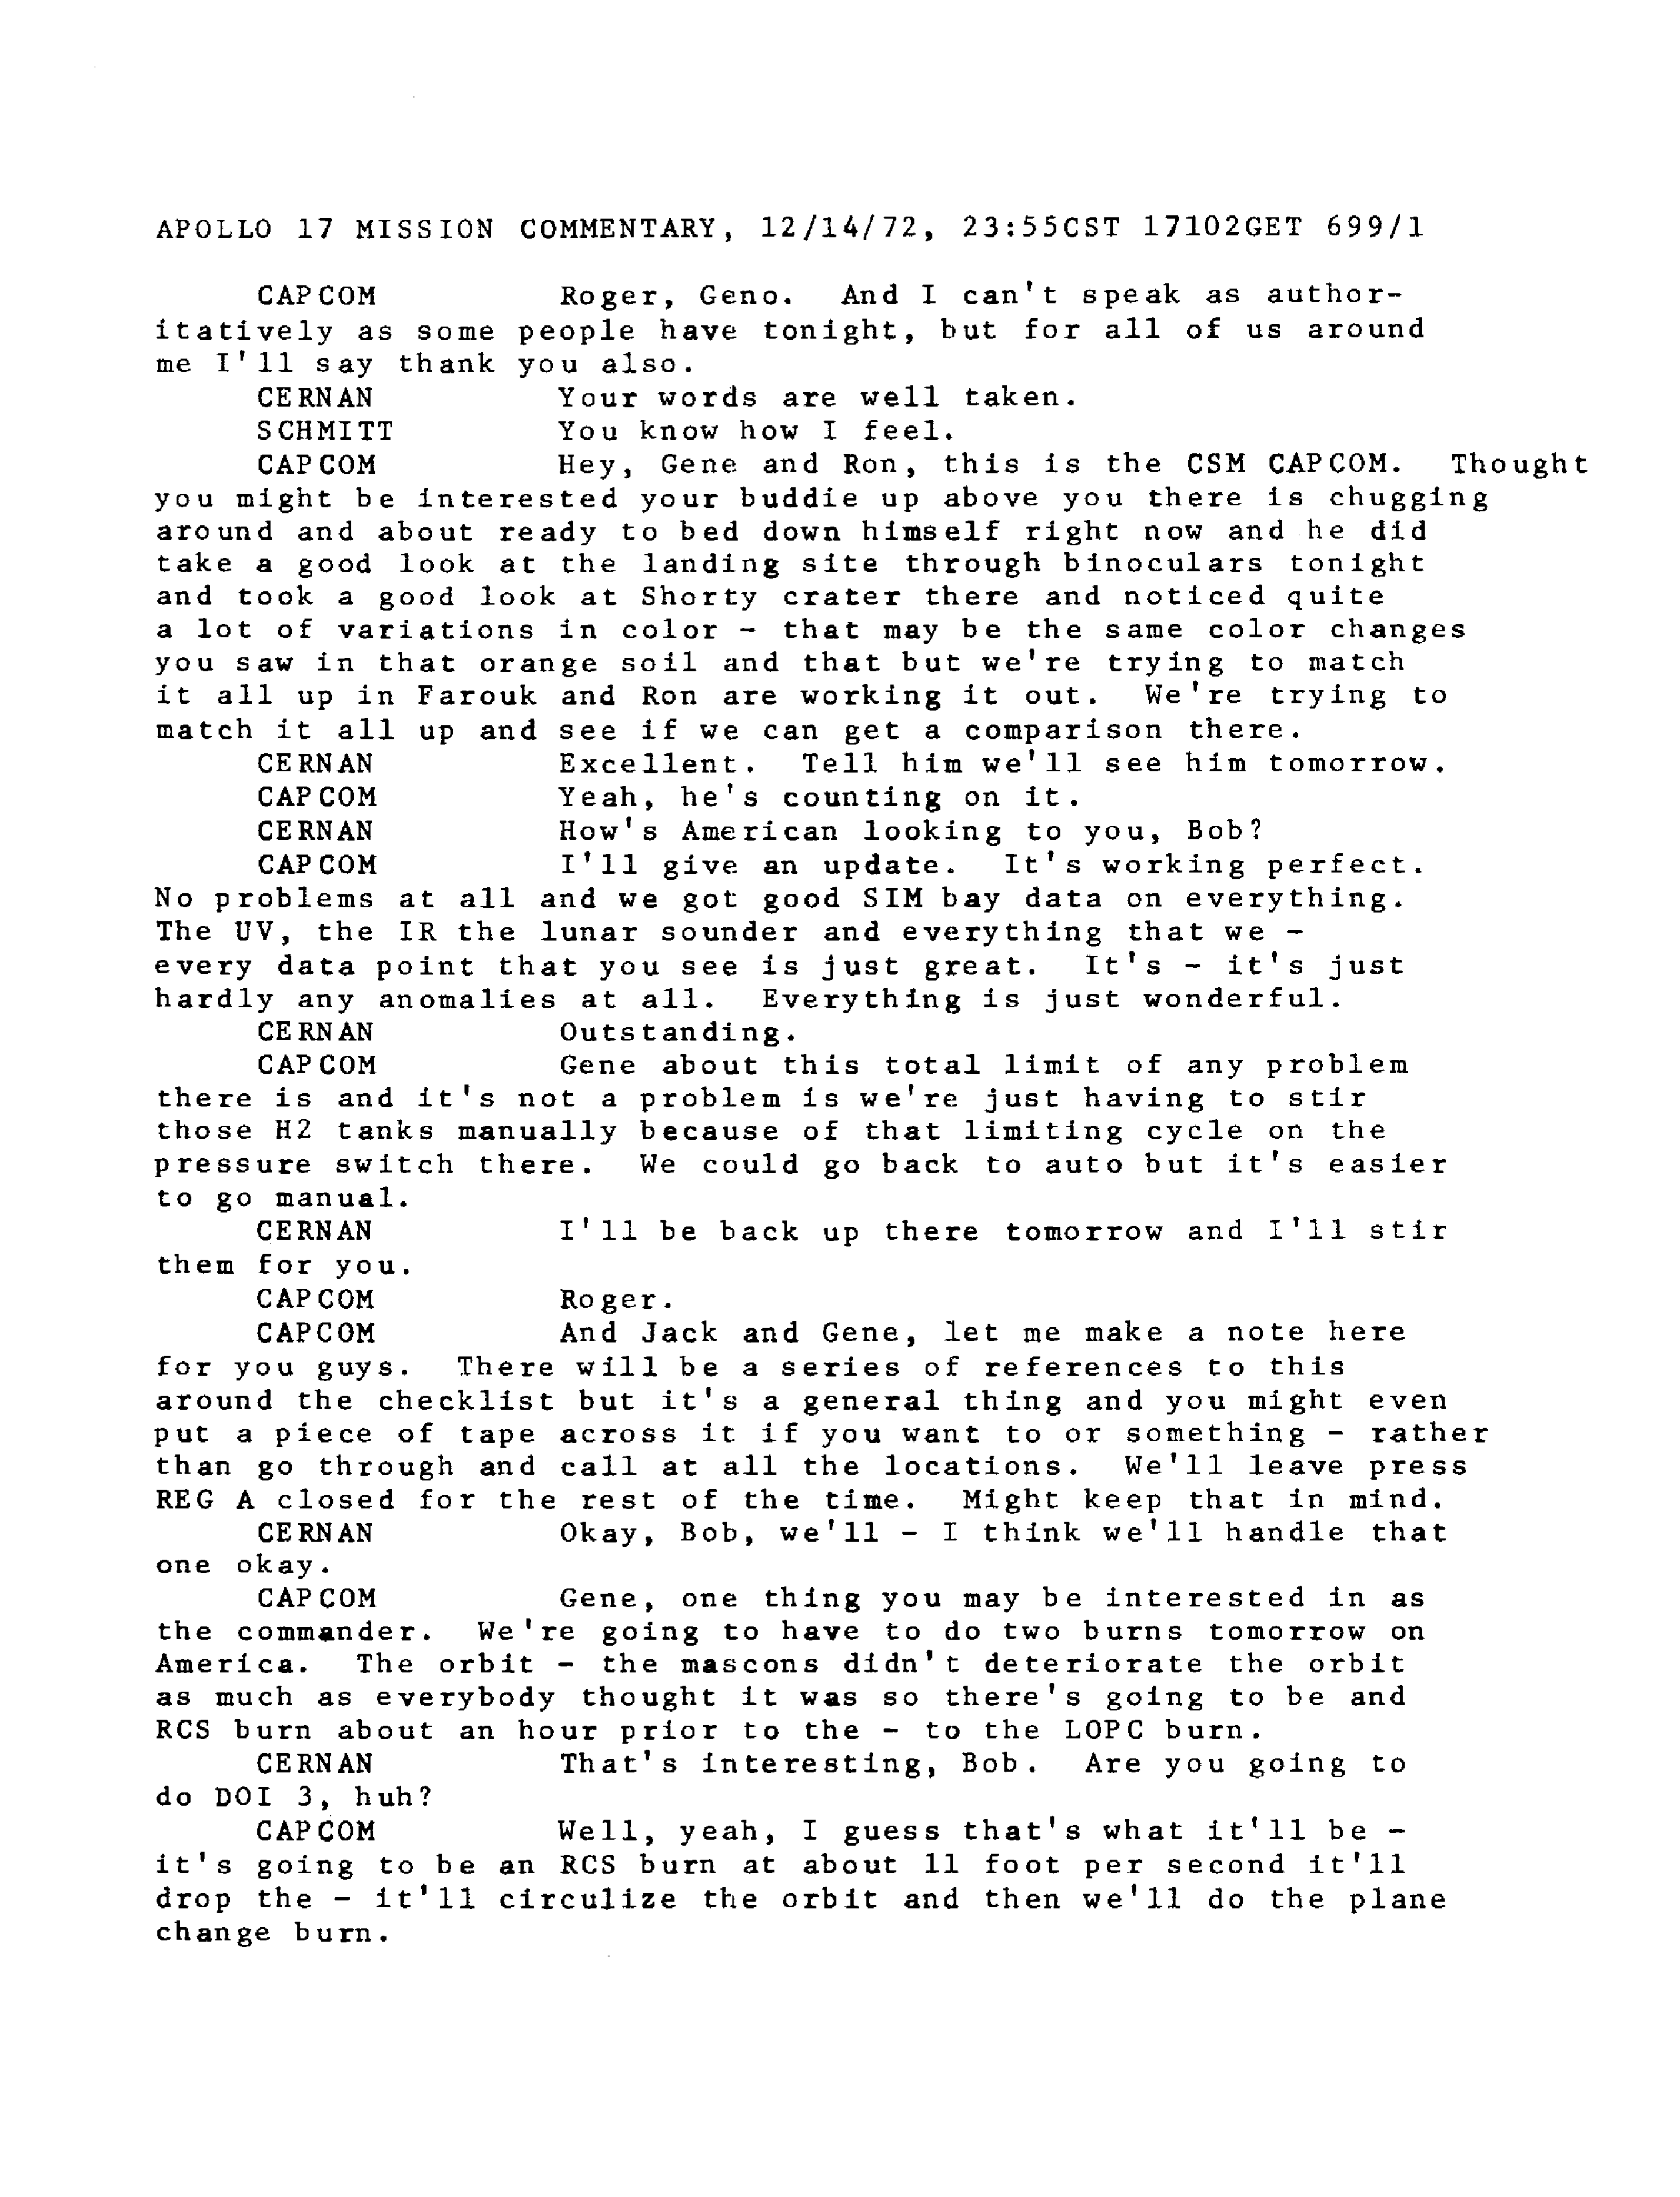 APOLLO 17 MISSION COMMENTARY, 12/14/72, 23:55CST 17102GET 699/1
CAPCOM Roger, Geno. And I can't speak as author-
itatively as some people have tonight, but for all of us around
me I'll say thank you also.
CERNAN Your words are well taken.
SCHMITT You know how I feel.
CAPCOM Hey, Gene and Ron, this is the CSM CAPCOM. Thought
you might be interested your buddie up above you there is chugging
around and about ready to bed down himself right now and he did
take a good look at the landing site through binoculars tonight
and took a good look at Shorty crater there and noticed quite
a lot of variations in color - that may be the same color changes
you saw in that orange soil and that but we're trying to match
it all up in Farouk and Ron are working it out. We're trying to
match it all up and see if we can get a comparison there.
CERNAN Excellent. Tell him we'll see him tomorrow.
CAPCOM Yeah, he's counting on it.
CERNAN How's American looking to you, Bob?
CAPCOM I'll give an update. It's working perfect.
No problems at all and we got good SIM bay data on everything.
The UV, the IR the lunar sounder and everything that we -
every data point that you see is just great. It's - it's just
hardly any anomalies at all. Everything is just wonderful.
CERNAN Outstanding.
CAPCOM Gene about this total limit of any problem
there is and it's not a problem is we're just having to stir
those H2 tanks manually because of that limiting cycle on the
pressure switch there. We could go back to auto but it's easier
to go manual.
CERNAN I'll be back up there tomorrow and I'll stir
them for you.
CAPCOM Roger.
CAPCOM And Jack and Gene, let me make a note here
for you guys. There will be a series of references to this
around the checklist but it's a general thing and you might even
put a piece of tape across it if you want to or something - rather
than go through and call at all the locations. We'll leave press
REG A closed for the rest of the time. Might keep that in mind.
CERNAN Okay, Bob, we'll - I think we'll handle that
one okay.
CAPCOM Gene, one thing you may be interested in as
the commander. We're going to have to do two burns tomorrow on
America. The orbit - the mascons didn't deteriorate the orbit
as much as everybody thought it was so there's going to be and
RCS burn about an hour prior to the - to the LOPC burn.
CERNAN That's interesting, Bob. Are you going to
do DOI 3, huh?
CAPCOM Well, yeah, I guess that's what it'll be -
it's going to be an RCS burn at about 11 foot per second it'll
drop the - it'll circulize the orbit and then we'll do the plane
change burn.